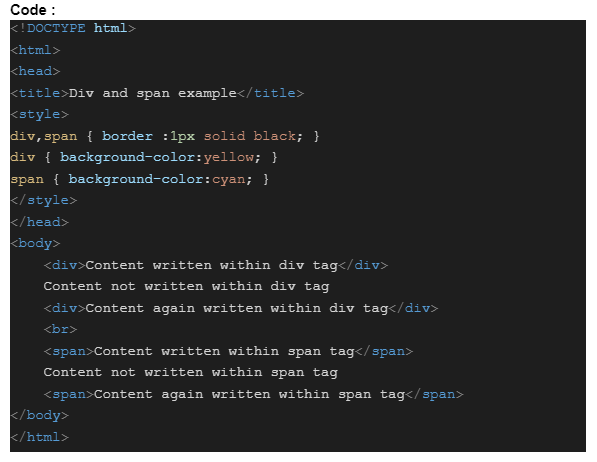 Code :
<!DOCTYPE html>
<html>
<head>
<title>Div and span example</title>
<style>
div,span { border :1px solid black; }
div { background-color:yellow; }
span { background-color:cyan; }
</style>
</head>
<body>
    <div>Content written within div tag</div>
    Content not written within div tag
    <div>Content again written within div tag</div>
    <br>
    <span>Content written within span tag</span>
    Content not written within span tag
    <span>Content again written within span tag</span>
</body>
</html>